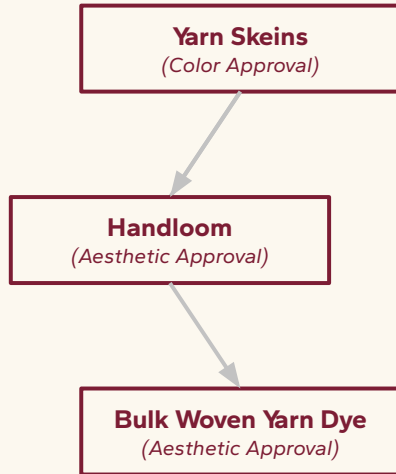 Yarn Skeins
(Color Approval)
Handloom
(Aesthetic Approval)
Bulk Woven Yarn Dye
(Aesthetic Approval)